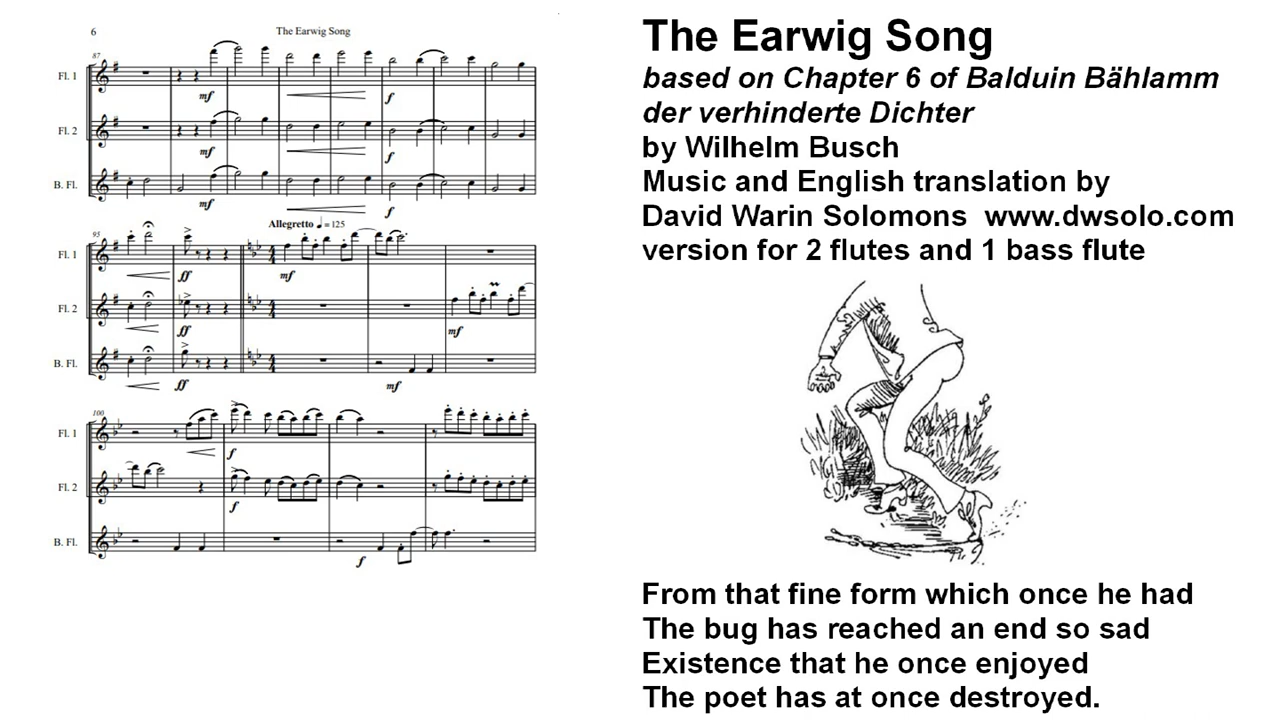 6
The Earwig Song
87
Fl. 1
mf
f
Fl. 2
mf
f
B. Fl.
mf
f
Allegretto ♩=125
95
Fl. 1
ff
mf
Fl. 2
ff
mf
B. Fl.
ff
mf
100
Fl. 1
f
Fl. 2
f
B. Fl.
f
The Earwig Song
based on Chapter 6 of Balduin Bählamm
der verhinderte Dichter
by Wilhelm Busch
Music and English translation by
David Warin Solomons www.dwsolo.com
version for 2 flutes and 1 bass flute
From that fine form which once he had
The bug has reached an end so sad
Existence that he once enjoyed
The poet has at once destroyed.